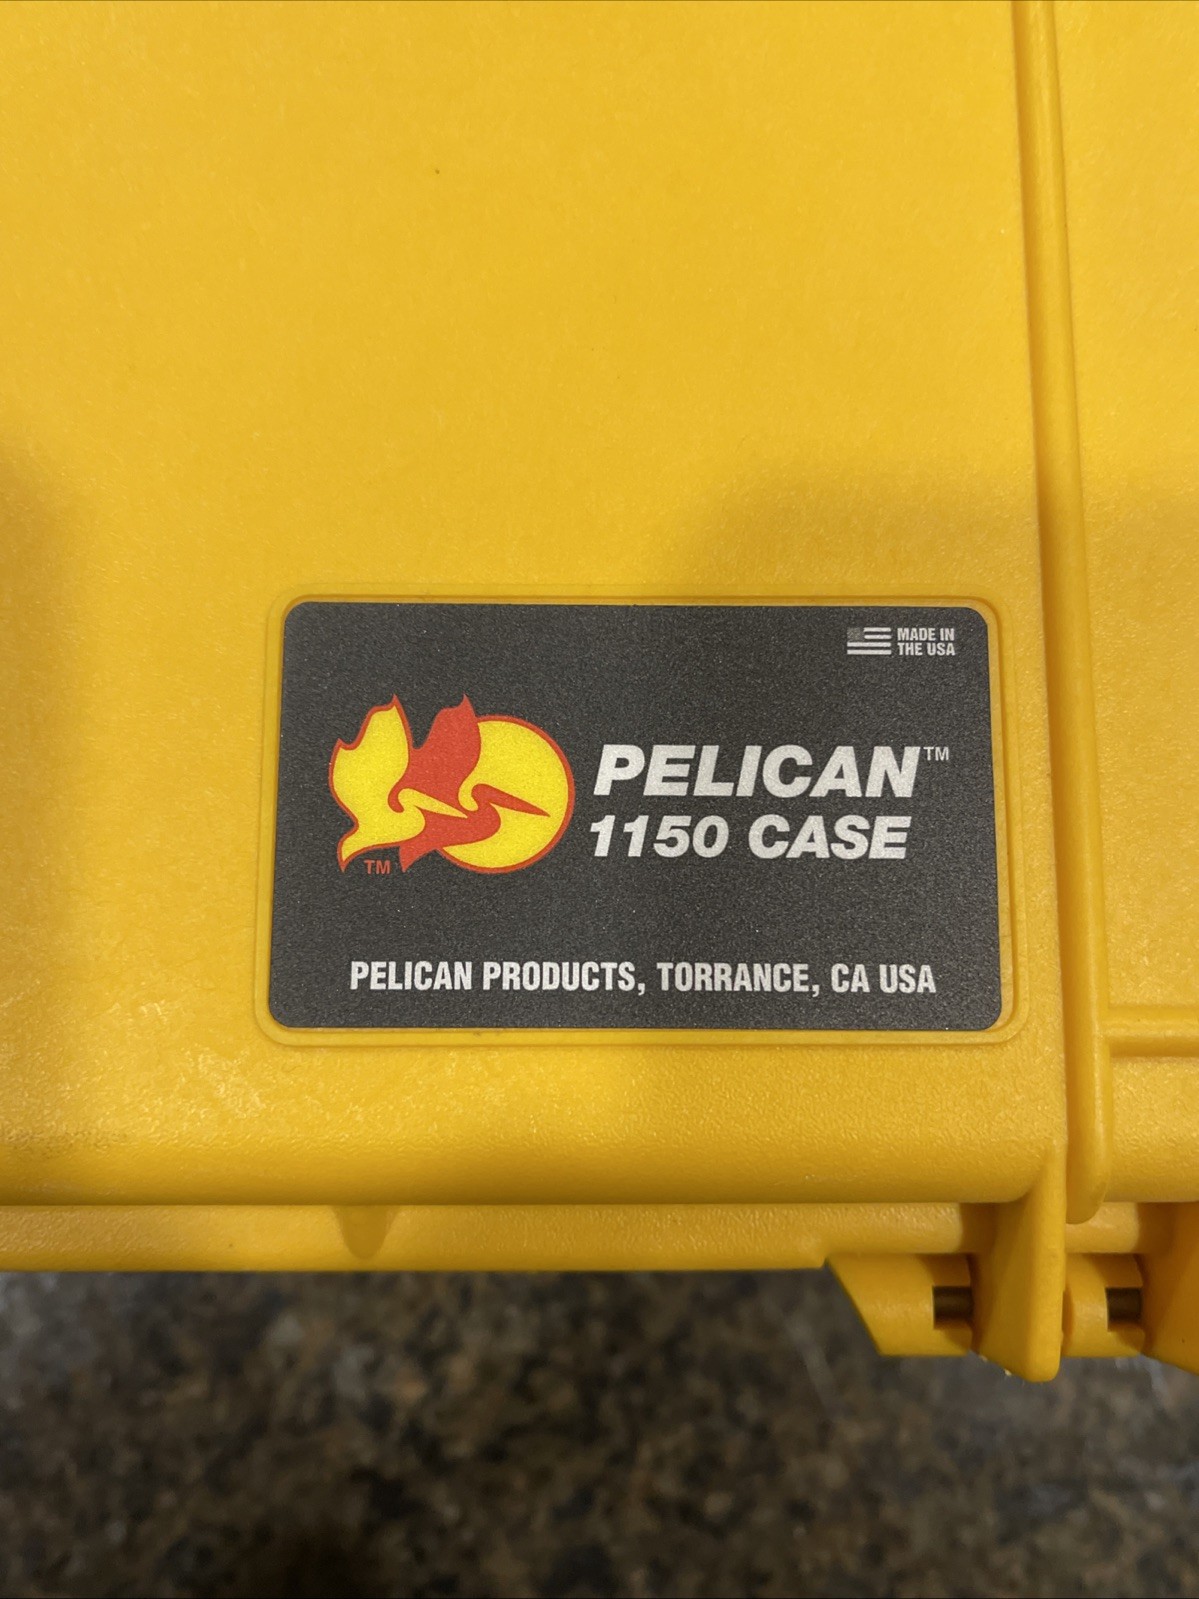 MADE IN
THE USA
PELICAN™
1150 CASE
TM
PELICAN PRODUCTS, TORRANCE, CA USA